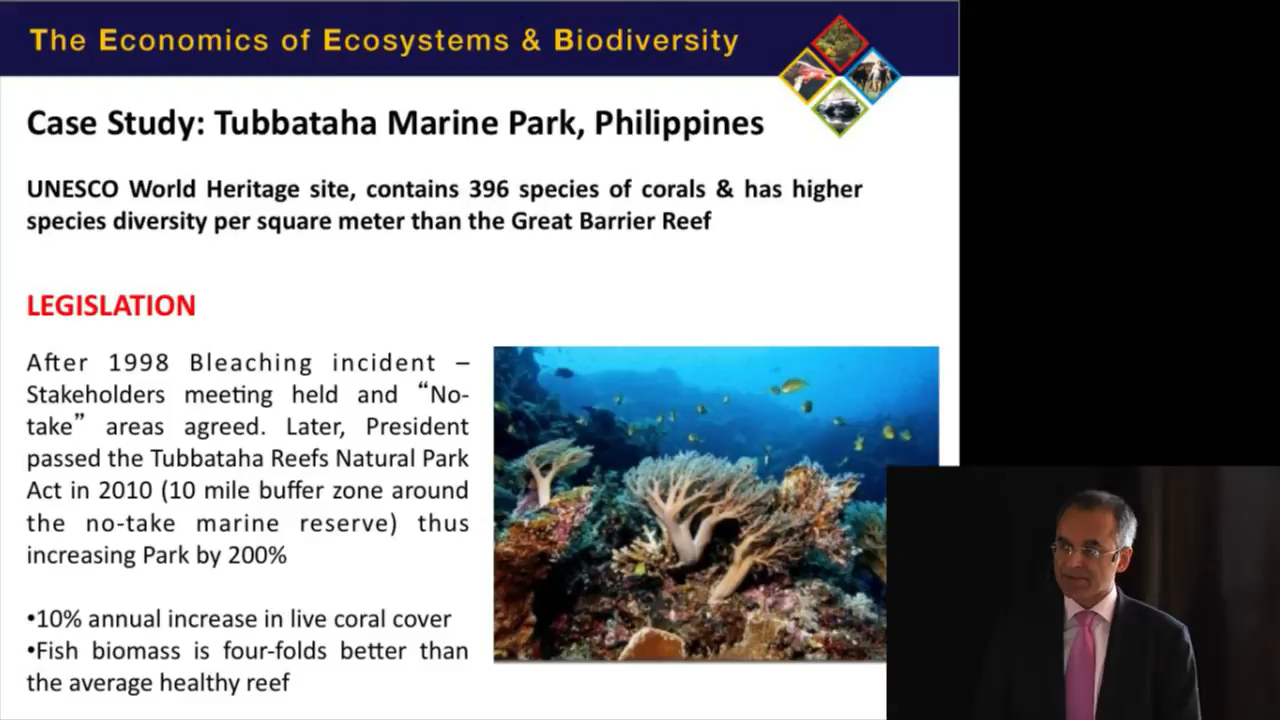 The Economics of Ecosystems & Biodiversity
Case Study: Tubbataha Marine Park, Philippines
UNESCO World Heritage site, contains 396 species of corals & has higher
species diversity per square meter than the Great Barrier Reef
LEGISLATION
After 1998 Bleaching incident –
Stakeholders meeting held and “No-
take” areas agreed. Later, President
passed the Tubbataha Reefs Natural Park
Act in 2010 (10 mile buffer zone around
the no-take marine reserve) thus
increasing Park by 200%
•10% annual increase in live coral cover
•Fish biomass is four-folds better than
the average healthy reef